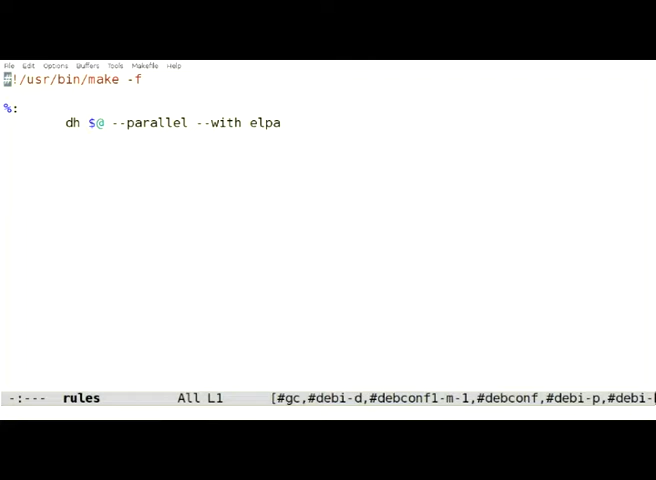 File Edit Options Buffers Tools Makefile Help
#!/usr/bin/make -f
%:
dh $@ --parallel --with elpa
-:--- rules All L1 [#gc,#debi-d,#debconf1-m-1,#debconf,#debi-p,#debi-